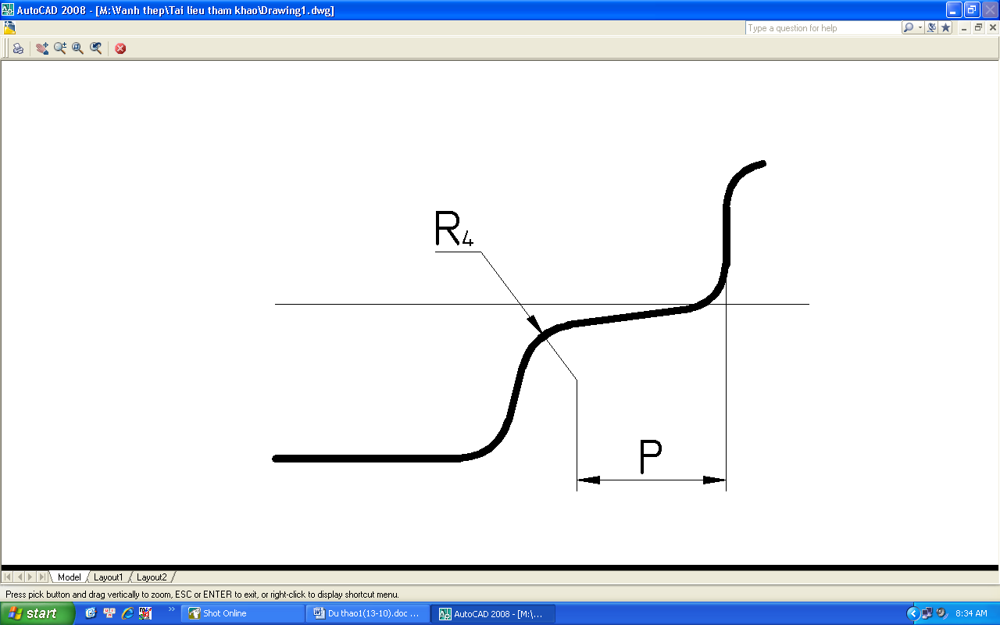 AutoCAD 2008 - [M:\Vanh thep\Tai lieu tham khao\Drawing1.dwg]
Type a question for help
R4
P
Model Layout1 Layout2
Press pick button and drag vertically to zoom, ESC or ENTER to exit, or right-click to display shortcut menu.
start Shot Online Du thao1(13-10).doc ... AutoCAD 2008 - [M:\... 8:34 AM